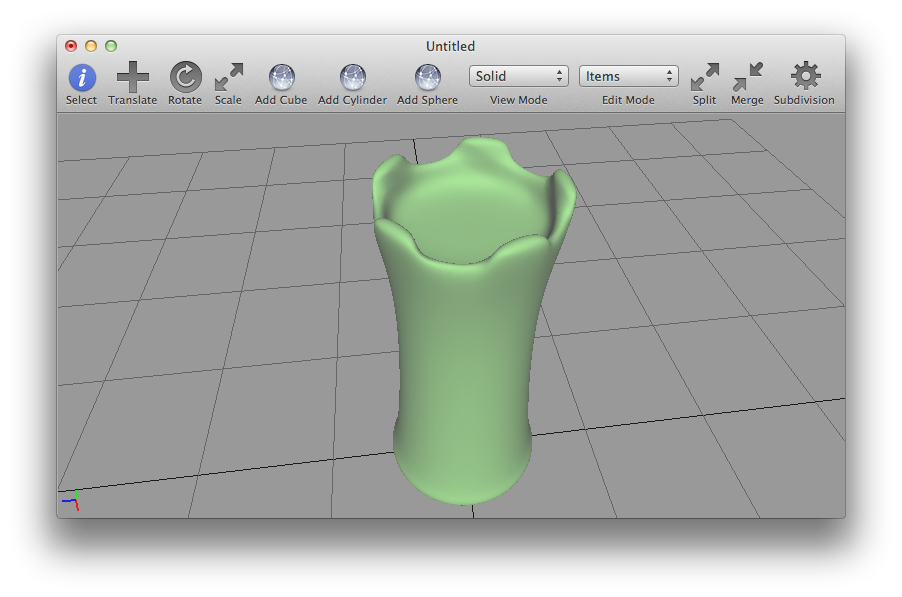 Untitled
Solid Items
Select Translate Rotate Scale Add Cube Add Cylinder Add Sphere View Mode Edit Mode Split Merge Subdivision